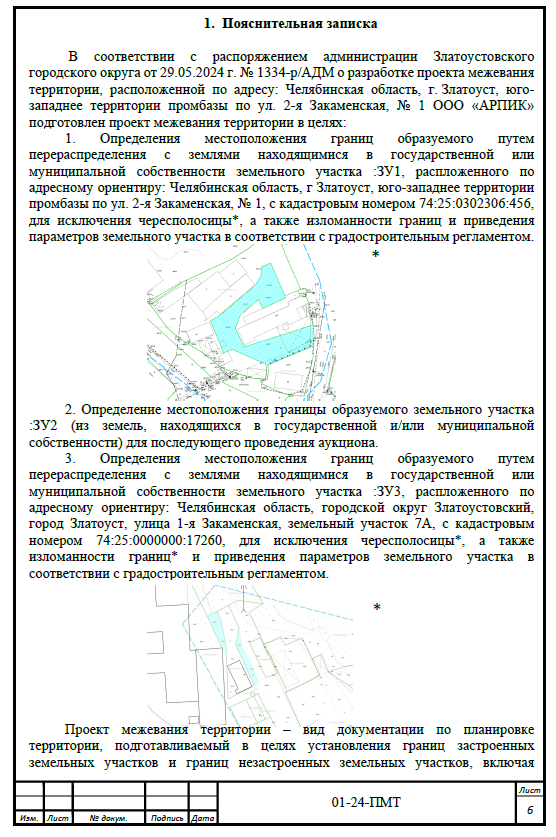 1. Пояснительная записка
В соответствии с распоряжением администрации Златоустовского
городского округа от 29.05.2024 г. № 1334-р/АДМ о разработке проекта межевания
территории, расположенной по адресу: Челябинская область, г. Златоуст, юго-
западнее территории промбазы по ул. 2-я Закаменская, № 1 ООО «АРПИК»
подготовлен проект межевания территории в целях:
1. Определения местоположения границ образуемого путем
перераспределения с землями находящимися в государственной или
муниципальной собственности земельного участка :ЗУ1, распложенного по
адресному ориентиру: Челябинская область, г Златоуст, юго-западнее территории
промбазы по ул. 2-я Закаменская, № 1, с кадастровым номером 74:25:0302306:456,
для исключения чересполосицы*, а также изломанности границ и приведения
параметров земельного участка в соответствии с градостроительным регламентом.
*
2. Определение местоположения границы образуемого земельного участка
:ЗУ2 (из земель, находящихся в государственной и/или муниципальной
собственности) для последующего проведения аукциона.
3. Определения местоположения границ образуемого путем
перераспределения с землями находящимися в государственной или
муниципальной собственности земельного участка :ЗУ3, распложенного по
адресному ориентиру: Челябинская область, городской округ Златоустовский,
город Златоуст, улица 1-я Закаменская, земельный участок 7А, с кадастровым
номером 74:25:0000000:17260, для исключения чересполосицы*, а также
изломанности границ* и приведения параметров земельного участка в
соответствии с градостроительным регламентом.
*
Проект межевания территории – вид документации по планировке
территории, подготавливаемый в целях установления границ застроенных
земельных участков и границ незастроенных земельных участков, включая
01-24-ПМТ
Лист
6
Изм. Лист № докум. Подпись Дата